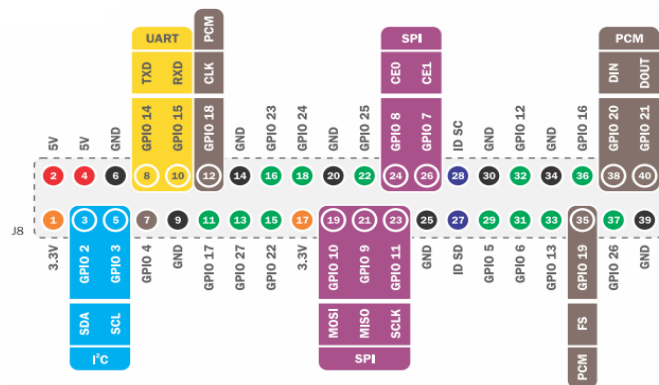 UART PCM SPI PCM
TXD RXD CLK CE0 CE1 DIN DOUT
5V 5V GND GPIO 14 GPIO 15 GPIO 18 GND GPIO 23 GPIO 24 GND GPIO 25 GPIO 8 GPIO 7 ID SC GND GPIO 12 GND GPIO 16 GPIO 20 GPIO 21
2 4 6 8 10 12 14 16 18 20 22 24 26 28 30 32 34 36 38 40
1 3 5 7 9 11 13 15 17 19 21 23 25 27 29 31 33 35 37 39
J8
3.3V GPIO 2 GPIO 3 GPIO 4 GND GPIO 17 GPIO 27 GPIO 22 3.3V GPIO 10 GPIO 9 GPIO 11 GND ID SD GPIO 5 GPIO 6 GPIO 13 GPIO 19 GPIO 26 GND
SDA SCL MOSI MISO SCLK FS
I²C SPI PCM